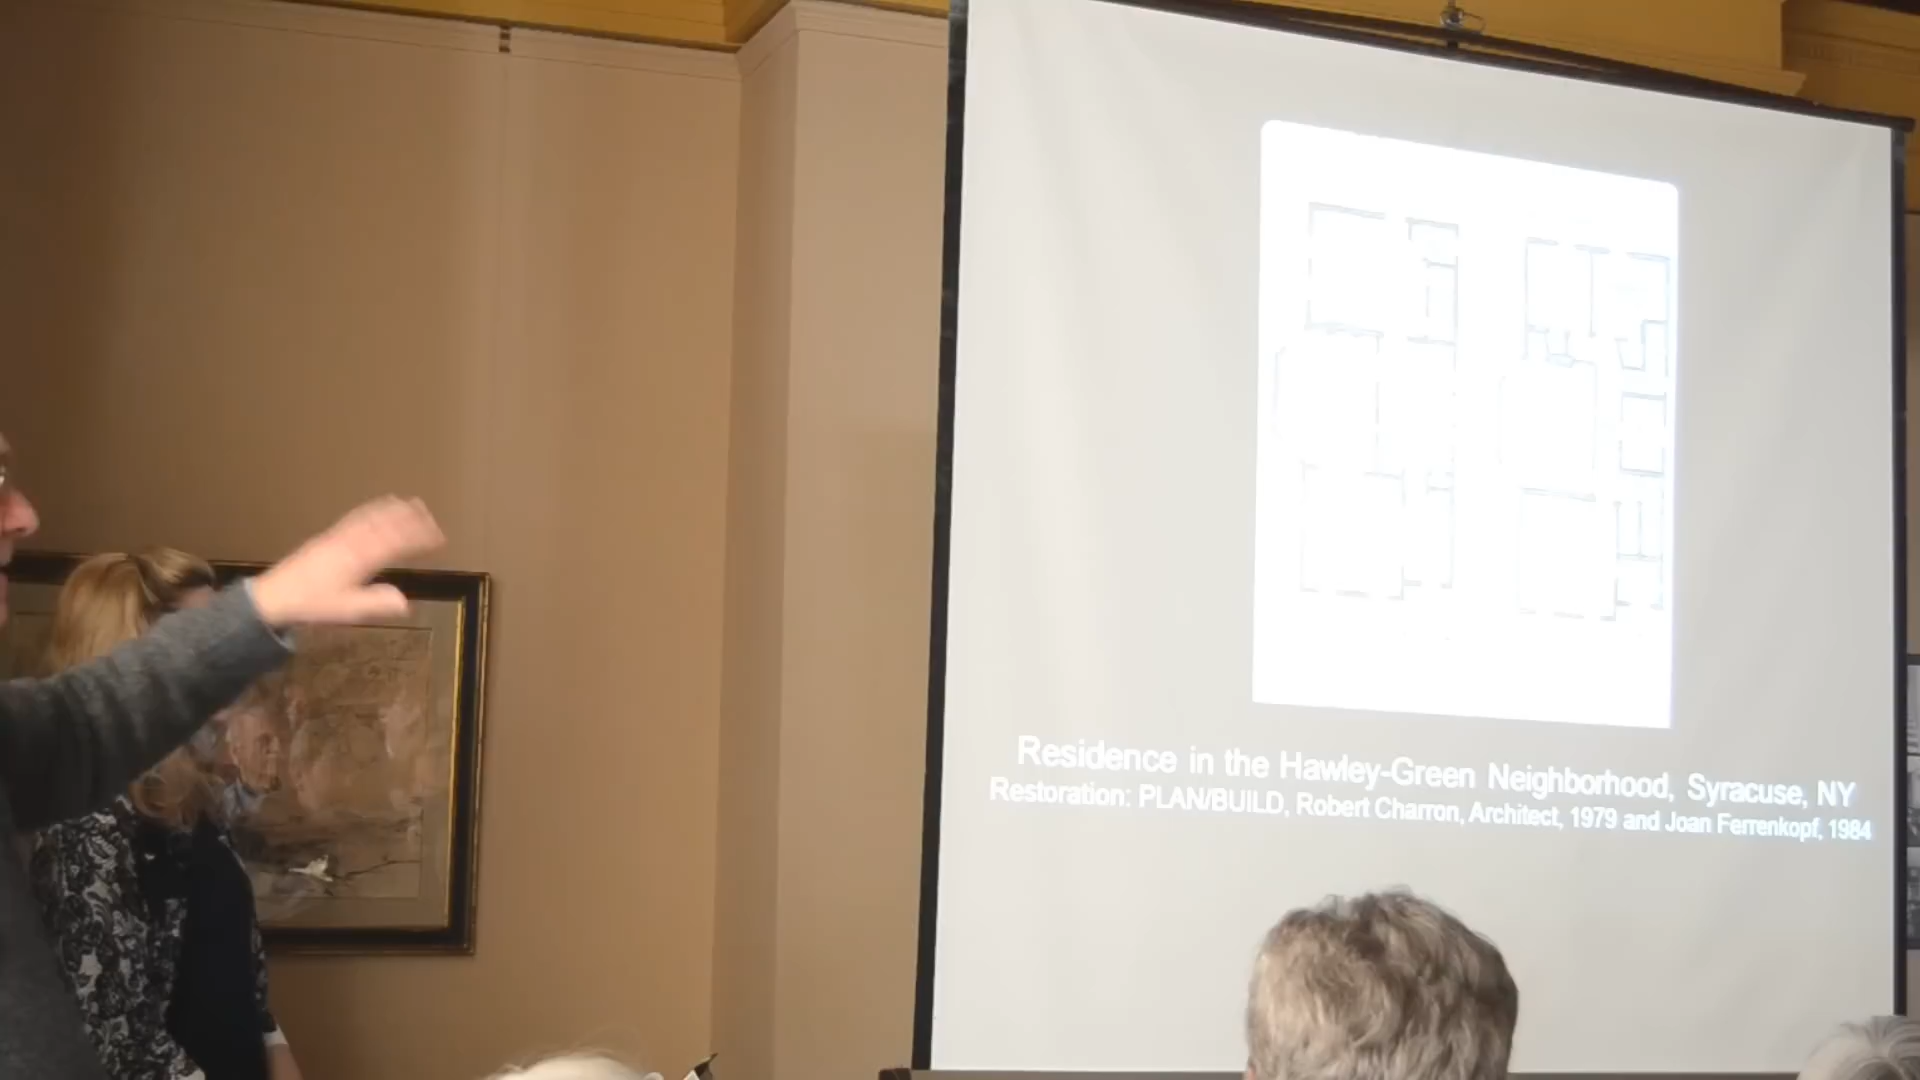 Residence in the Hawley-Green Neighborhood, Syracuse, NY
Restoration: PLAN/BUILD, Robert Charron, Architect, 1979 and Joan Ferrenkopf, 1984